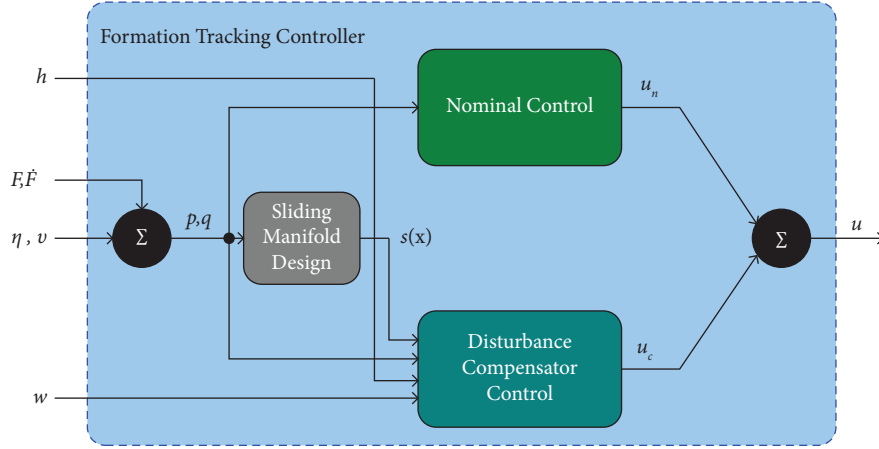 Formation Tracking Controller
h
Nominal Control
u_n
F,Ḟ
η , υ
Σ
p,q
Sliding
Manifold
Design
s(x)
Σ
u
Disturbance
Compensator
Control
u_c
w